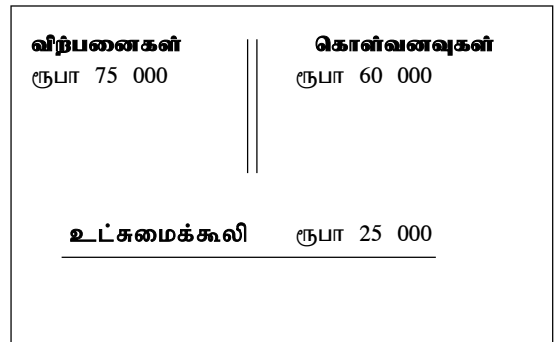 விற்பனைகள் கொள்வனவுகள்
ரூபா 75 000 ரூபா 60 000
உட்சுமைக்கூலி ரூபா 25 000